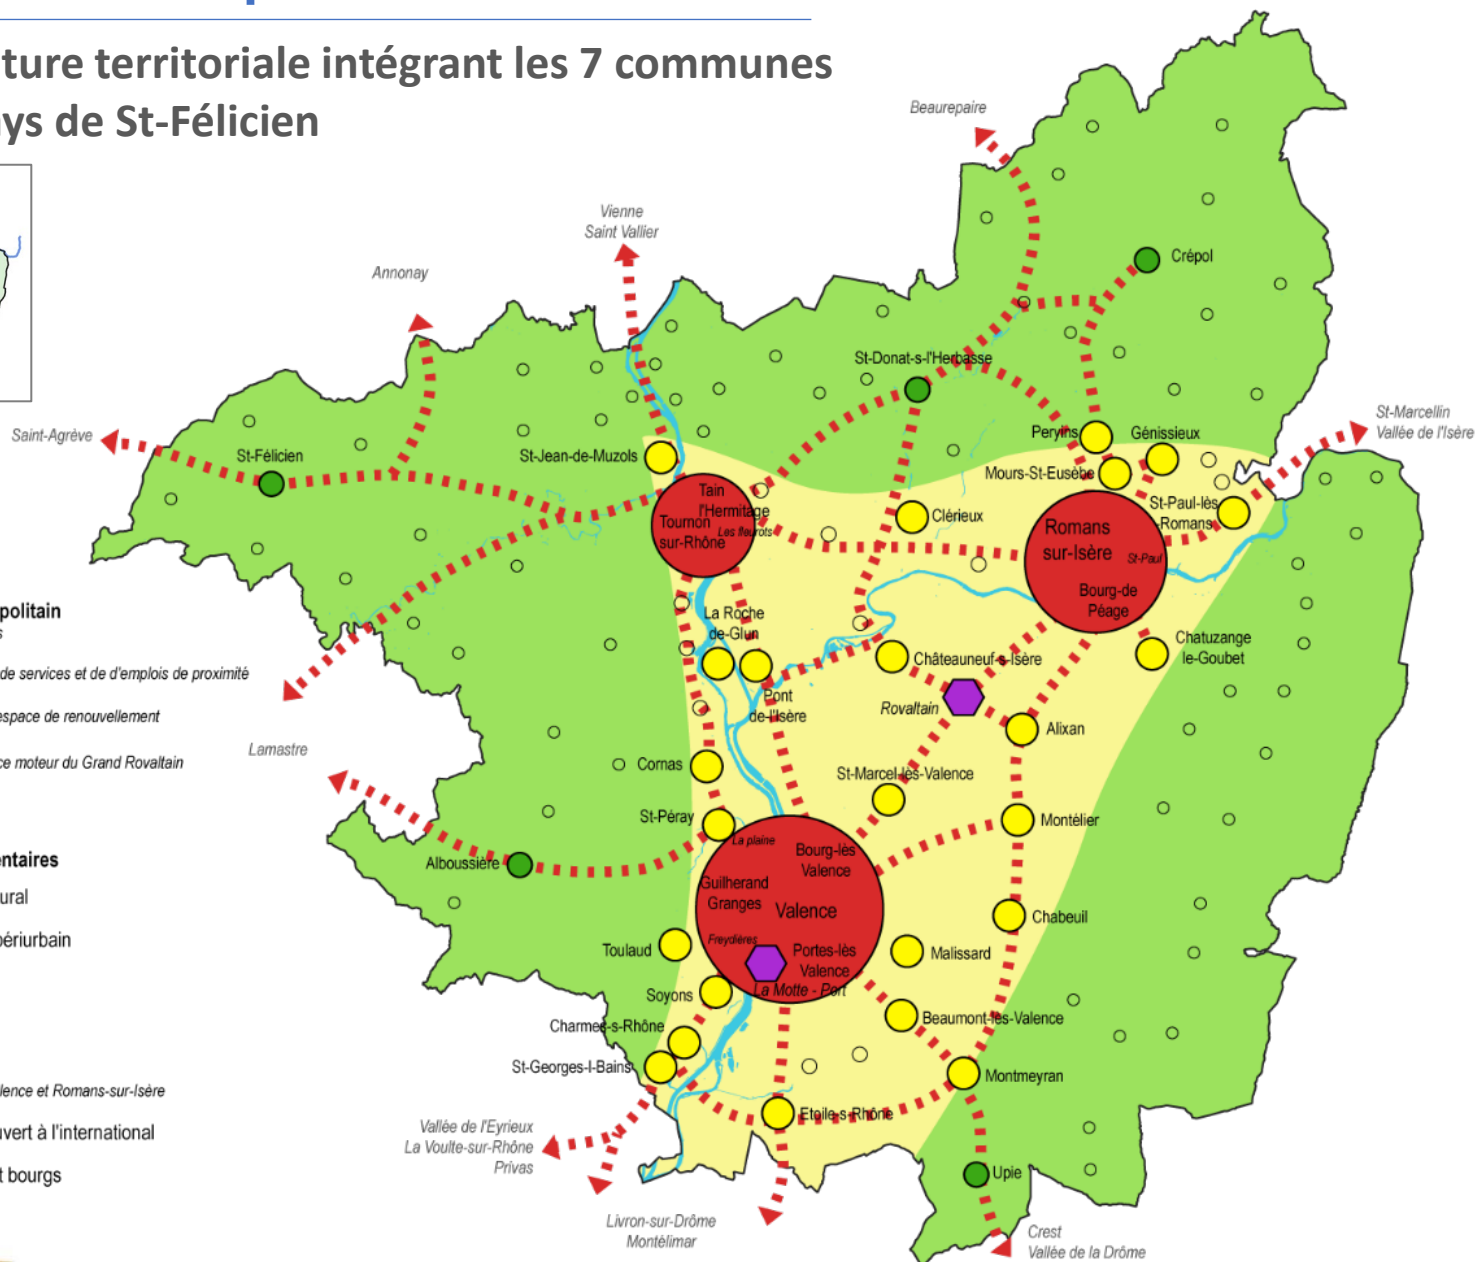 ture territoriale intégrant les 7 communes
ys de St-Félicien
Beaurepaire
Vienne
Saint Vallier
Annonay
Crépol
St-Donat-s-l'Herbasse
St-Marcellin
Vallée de l'Isère
Saint-Agrève
St-Félicien
St-Jean-de-Muzols
Peryins
Génissieux
Mours-St-Eusèbe
Tain
l'Hermitage
Tournon
sur-Rhône
Les fleurots
Clérieux
St-Paul-lès
-Romans
Romans
sur-Isère
St-Paul
Bourg-de
Péage
politain
s
La Roche
de-Glun
Chatuzange
le-Goubet
de services et de d'emplois de proximité
Châteauneuf-s-Isère
Pont
de-l'Isère
Rovaltain
espace de renouvellement
Alixan
Lamastre
ce moteur du Grand Rovaltain
Cornas
St-Marcel-lès-Valence
St-Péray
Montélier
La plaine
Bourg-lès
Valence
entaires
Alboussière
Guilherand
Granges
Valence
ural
Chabeuil
périurbain
Toulaud
Freydières
Portes-lès
Valence
Malissard
La Motte - Port
Soyons
Charmes-s-Rhône
Beaumont-lès-Valence
St-Georges-l-Bains
Montmeyran
lence et Romans-sur-Isère
Etoile-s-Rhône
Vallée de l'Eyrieux
La Voulte-sur-Rhône
Privas
uvert à l'international
t bourgs
Upie
Livron-sur-Drôme
Montélimar
Crest
Vallée de la Drôme